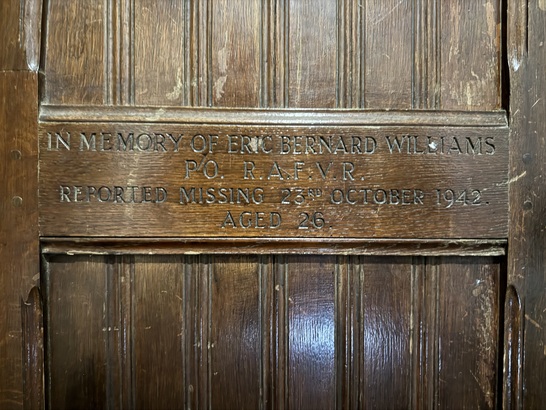 IN MEMORY OF ERIC BERNARD WILLIAMS
P.O. R.A.F.V.R.
REPORTED MISSING 23RD OCTOBER 1942.
AGED 26.